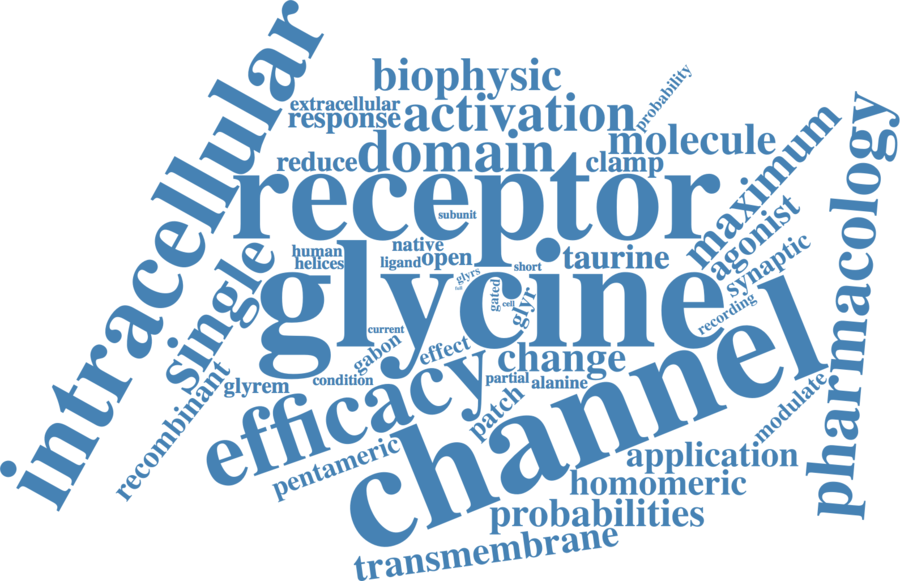 intracellular
biophysic
probability
extracellular
response
activation
molecule
maximum
pharmacology
reduce
domain
clamp
receptor
agonist
subunit
synaptic
single
human
helices
native
ligand
open
short
taurine
glyrs
full
gated
cell
glyr
glycine
recording
current
gabon
effect
change
recombinant
glyrem
condition
efficacy
partial
alanine
patch
modulate
channel
pentameric
application
homomeric
probabilities
transmembrane